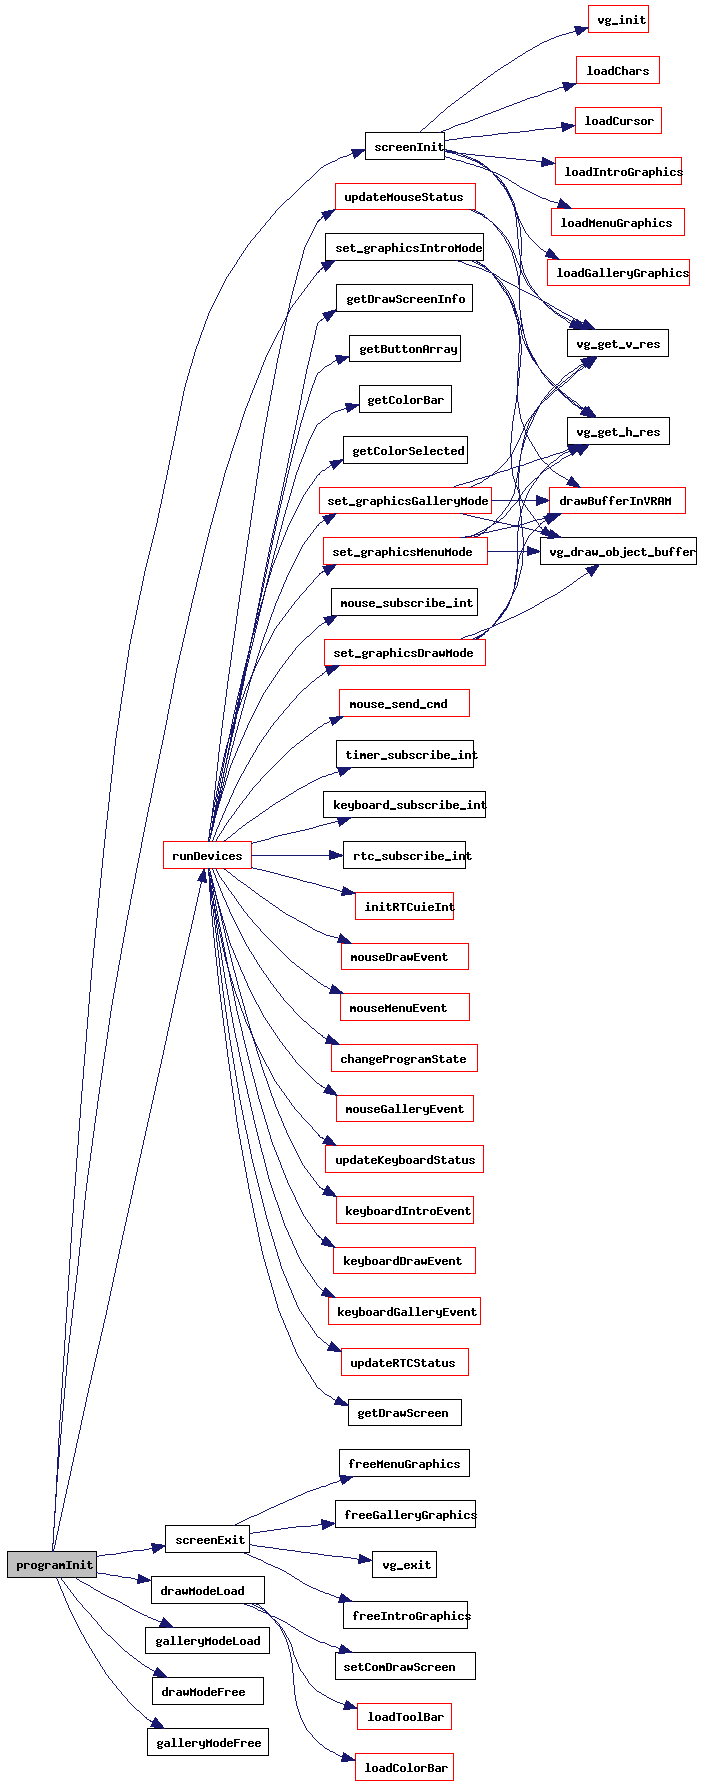 vg_init
loadChars
loadCursor
screenInit
loadIntroGraphics
updateMouseStatus
loadMenuGraphics
set_graphicsIntroMode
loadGalleryGraphics
getDrawScreenInfo
vg_get_v_res
getButtonArray
getColorBar
vg_get_h_res
getColorSelected
set_graphicsGalleryMode
drawBufferInVRAM
set_graphicsMenuMode
vg_draw_object_buffer
mouse_subscribe_int
set_graphicsDrawMode
mouse_send_cmd
timer_subscribe_int
keyboard_subscribe_int
runDevices
rtc_subscribe_int
initRTCuieInt
mouseDrawEvent
mouseMenuEvent
changeProgramState
mouseGalleryEvent
updateKeyboardStatus
keyboardIntroEvent
keyboardDrawEvent
keyboardGalleryEvent
updateRTCStatus
getDrawScreen
freeMenuGraphics
freeGalleryGraphics
screenExit
vg_exit
programInit
drawModeLoad
freeIntroGraphics
galleryModeLoad
setComDrawScreen
drawModeFree
loadToolBar
galleryModeFree
loadColorBar